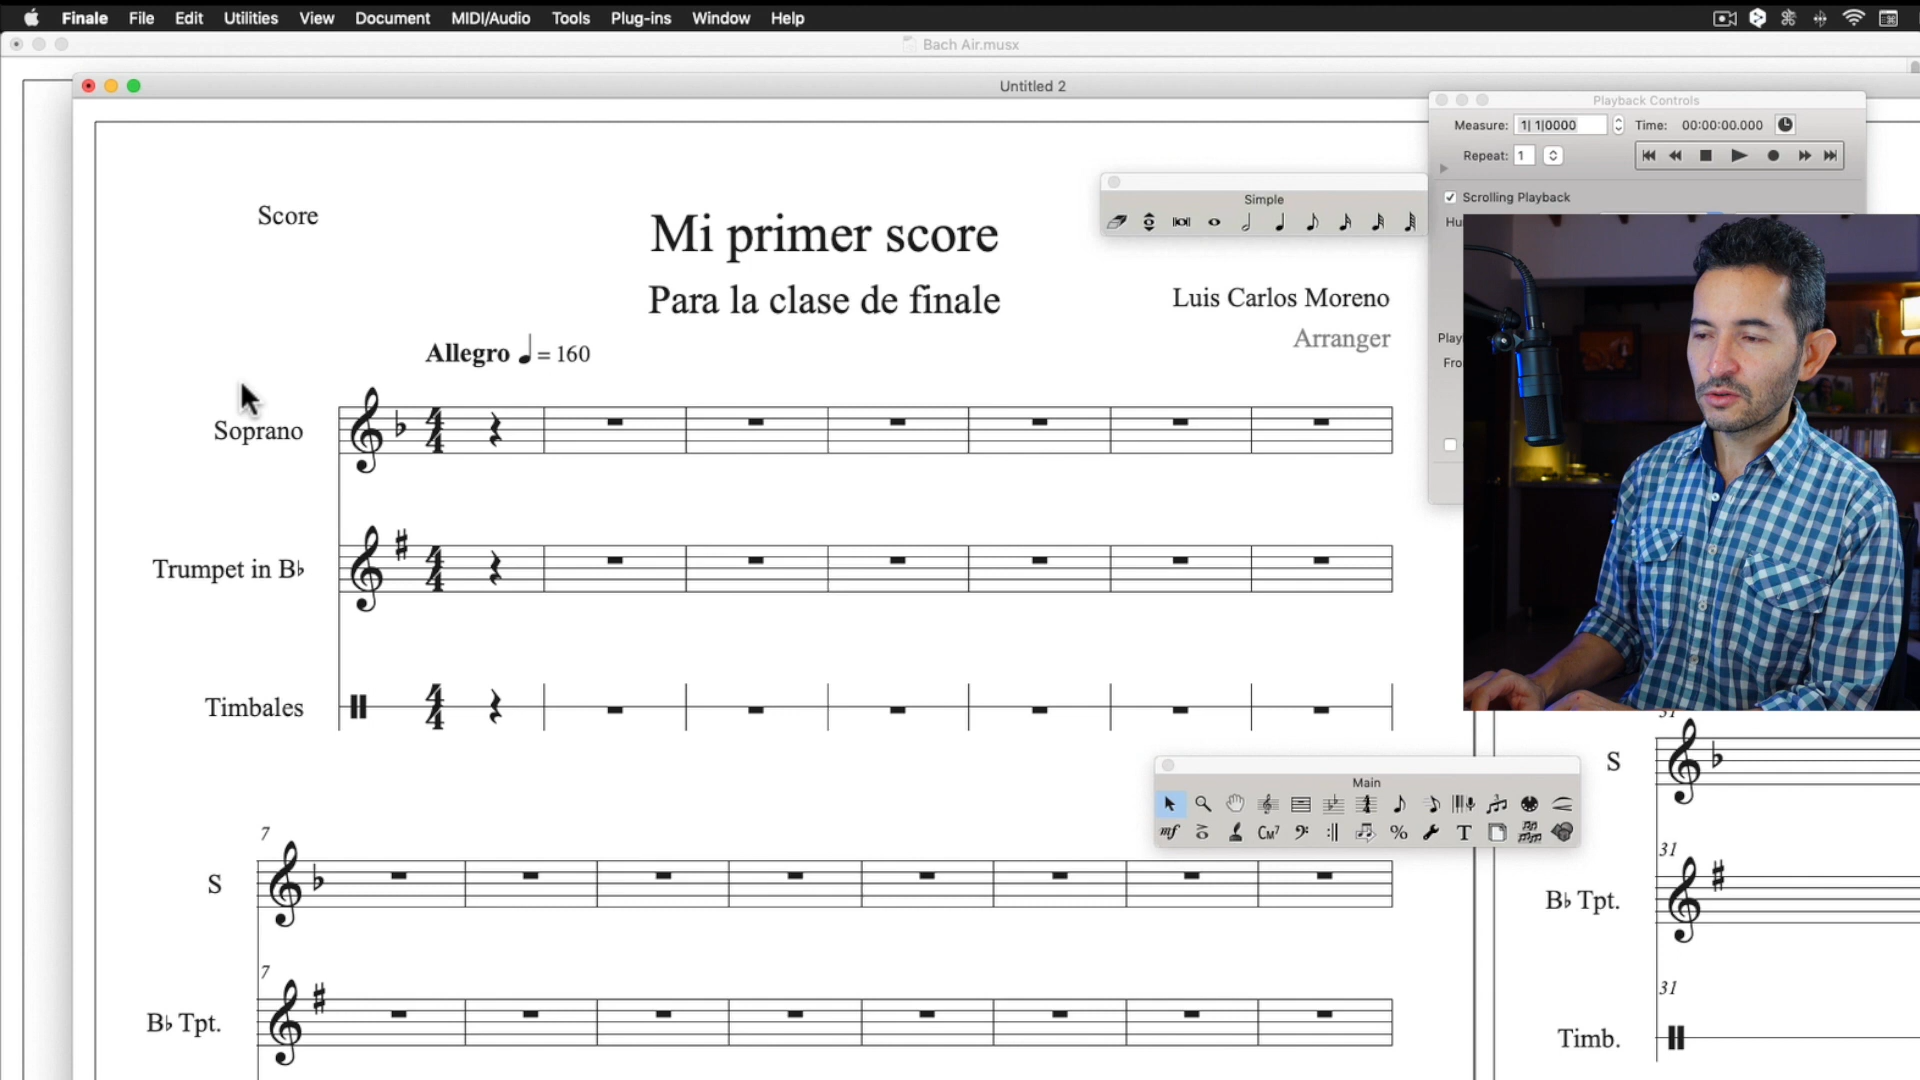 Finale File Edit Utilities View Document MIDI/Audio Tools Plug-ins Window Help
Bach Air.musx
Untitled 2
Playback Controls
Measure: 1| 1|0000 Time: 00:00:00.000
Repeat: 1
Scrolling Playback
Simple
Score
Mi primer score
Para la clase de finale
Luis Carlos Moreno
Arranger
Allegro ♩ = 160
Soprano
Trumpet in B♭
Timbales
Main
mf CM7 % T
7
S
7
B♭ Tpt.
31
S
31
B♭ Tpt.
31
Timb.